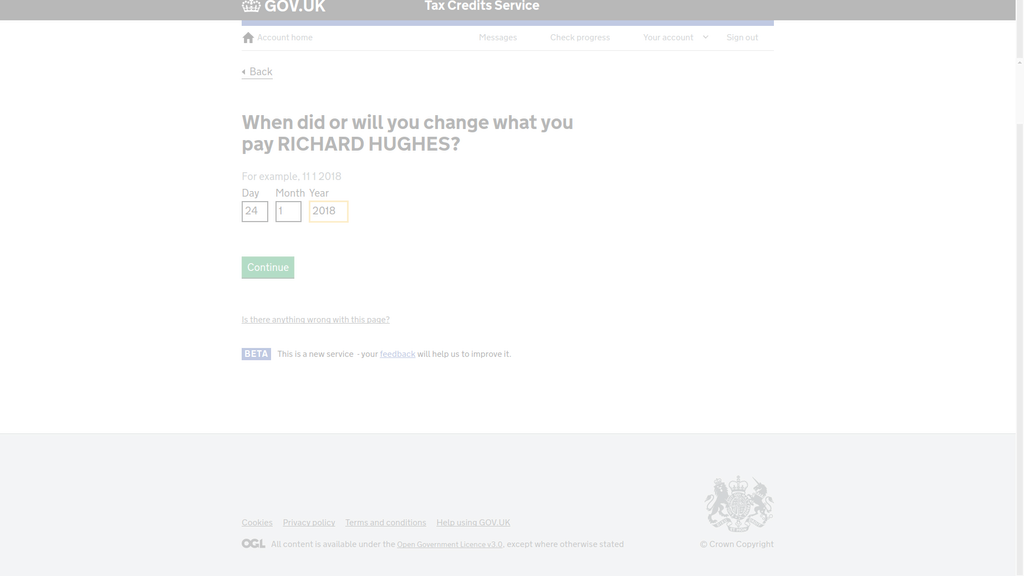 GOV.UK Tax Credits Service
Account home Messages Check progress Your account Sign out
Back
When did or will you change what you
pay RICHARD HUGHES?
For example, 11 1 2018
Day Month Year
24 1 2018
Continue
Is there anything wrong with this page?
BETA This is a new service - your feedback will help us to improve it.
Cookies Privacy policy Terms and conditions Help using GOV.UK
OGL All content is available under the Open Government Licence v3.0, except where otherwise stated
© Crown Copyright